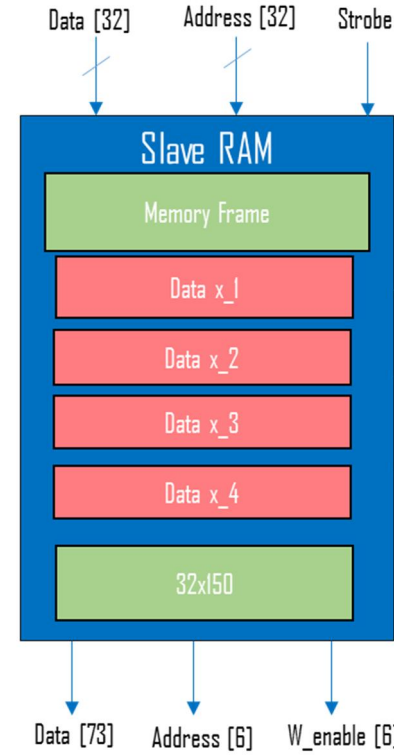 Data [32] Address [32] Strobe
Slave RAM
Memory Frame
Data x_1
Data x_2
Data x_3
Data x_4
32x150
Data [73] Address [6] W_enable [6]